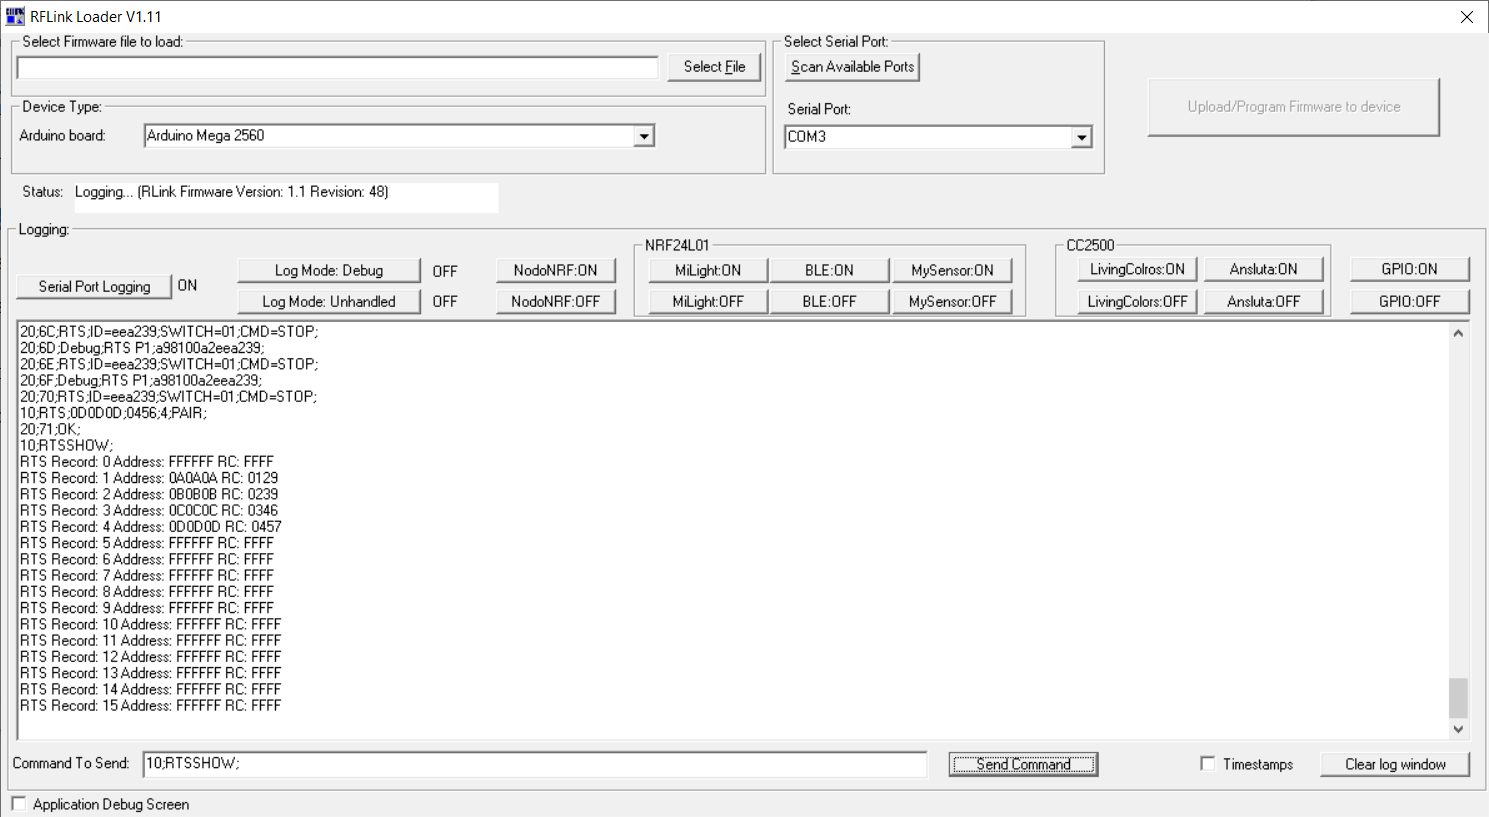 RFLink Loader V1.11
Select Firmware file to load:
Select File
Select Serial Port:
Scan Available Ports
Serial Port:
COM3
Upload/Program Firmware to device
Device Type:
Arduino board:
Arduino Mega 2560
Status:
Logging... (RLink Firmware Version: 1.1 Revision: 48)
Logging:
Serial Port Logging
ON
Log Mode: Debug
OFF
Log Mode: Unhandled
OFF
NodoNRF:ON
NodoNRF:OFF
NRF24L01
MiLight:ON
BLE:ON
MySensor:ON
MiLight:OFF
BLE:OFF
MySensor:OFF
CC2500
LivingColros:ON
Ansluta:ON
LivingColors:OFF
Ansluta:OFF
GPIO:ON
GPIO:OFF
20;6C;RTS;ID=eea239;SWITCH=01;CMD=STOP;
20;6D;Debug;RTS P1;a98100a2eea239;
20;6E;RTS;ID=eea239;SWITCH=01;CMD=STOP;
20;6F;Debug;RTS P1;a98100a2eea239;
20;70;RTS;ID=eea239;SWITCH=01;CMD=STOP;
10;RTS;0D0D0D;0456;4;PAIR;
20;71;OK;
10;RTSSHOW;
RTS Record: 0 Address: FFFFFF RC: FFFF
RTS Record: 1 Address: 0A0A0A RC: 0129
RTS Record: 2 Address: 0B0B0B RC: 0239
RTS Record: 3 Address: 0C0C0C RC: 0346
RTS Record: 4 Address: 0D0D0D RC: 0457
RTS Record: 5 Address: FFFFFF RC: FFFF
RTS Record: 6 Address: FFFFFF RC: FFFF
RTS Record: 7 Address: FFFFFF RC: FFFF
RTS Record: 8 Address: FFFFFF RC: FFFF
RTS Record: 9 Address: FFFFFF RC: FFFF
RTS Record: 10 Address: FFFFFF RC: FFFF
RTS Record: 11 Address: FFFFFF RC: FFFF
RTS Record: 12 Address: FFFFFF RC: FFFF
RTS Record: 13 Address: FFFFFF RC: FFFF
RTS Record: 14 Address: FFFFFF RC: FFFF
RTS Record: 15 Address: FFFFFF RC: FFFF
Command To Send:
10;RTSSHOW;
Send Command
Timestamps
Clear log window
Application Debug Screen